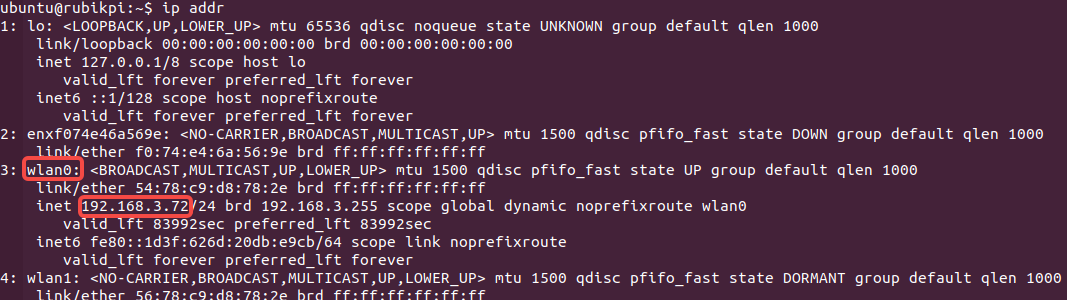 ubuntu@rubikpi:~$ ip addr
1: lo: <LOOPBACK,UP,LOWER_UP> mtu 65536 qdisc noqueue state UNKNOWN group default qlen 1000
link/loopback 00:00:00:00:00:00 brd 00:00:00:00:00:00
inet 127.0.0.1/8 scope host lo
valid_lft forever preferred_lft forever
inet6 ::1/128 scope host noprefixroute
valid_lft forever preferred_lft forever
2: enxf074e46a569e: <NO-CARRIER,BROADCAST,MULTICAST,UP> mtu 1500 qdisc pfifo_fast state DOWN group default qlen 1000
link/ether f0:74:e4:6a:56:9e brd ff:ff:ff:ff:ff:ff
3: wlan0: <BROADCAST,MULTICAST,UP,LOWER_UP> mtu 1500 qdisc pfifo_fast state UP group default qlen 1000
link/ether 54:78:c9:d8:78:2e brd ff:ff:ff:ff:ff:ff
inet 192.168.3.72/24 brd 192.168.3.255 scope global dynamic noprefixroute wlan0
valid_lft 83992sec preferred_lft 83992sec
inet6 fe80::1d3f:626d:20db:e9cb/64 scope link noprefixroute
valid_lft forever preferred_lft forever
4: wlan1: <NO-CARRIER,BROADCAST,MULTICAST,UP,LOWER_UP> mtu 1500 qdisc pfifo_fast state DORMANT group default qlen 1000
link/ether 56:78:c9:d8:78:2e brd ff:ff:ff:ff:ff:ff